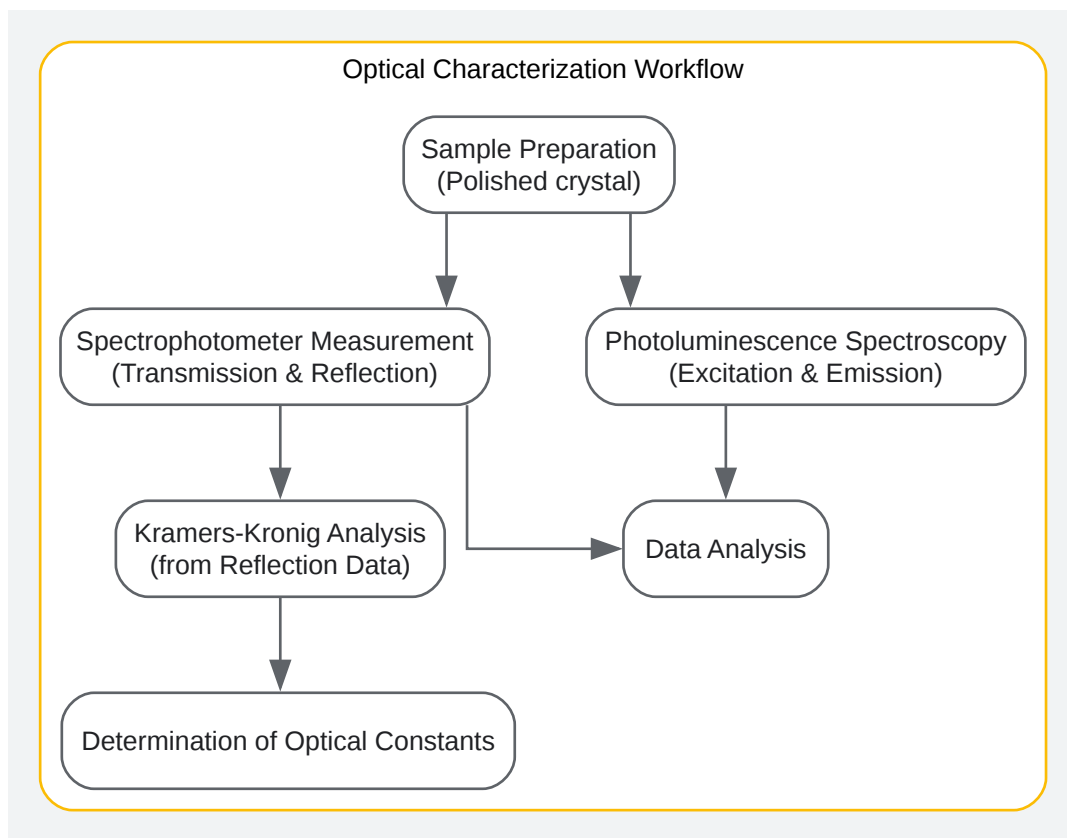 Optical Characterization Workflow
Sample Preparation
(Polished crystal)
Spectrophotometer Measurement
(Transmission & Reflection)
Photoluminescence Spectroscopy
(Excitation & Emission)
Kramers-Kronig Analysis
(from Reflection Data)
Data Analysis
Determination of Optical Constants